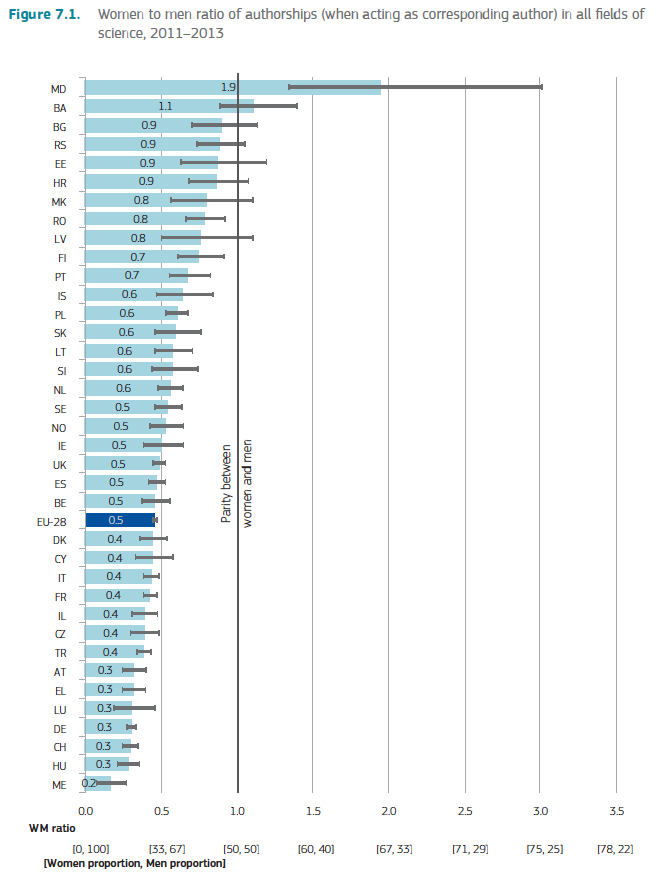 Figure 7.1. Women to men ratio of authorships (when acting as corresponding author) in all fields of
science, 2011–2013
MD 1.9
BA 1.1
BG 0.9
RS 0.9
EE 0.9
HR 0.9
MK 0.8
RO 0.8
LV 0.8
FI 0.7
PT 0.7
IS 0.6
PL 0.6
SK 0.6
LT 0.6
SI 0.6
NL 0.6
SE 0.5
NO 0.5
IE 0.5
UK 0.5
ES 0.5
BE 0.5
EU-28 0.5
DK 0.4
CY 0.4
IT 0.4
FR 0.4
IL 0.4
CZ 0.4
TR 0.4
AT 0.3
EL 0.3
LU 0.3
DE 0.3
CH 0.3
HU 0.3
ME 0.2
Parity between
women and men
0.0 0.5 1.0 1.5 2.0 2.5 3.0 3.5
WM ratio
[0, 100] [33, 67] [50, 50] [60, 40] [67, 33] [71, 29] [75, 25] [78, 22]
[Women proportion, Men proportion]